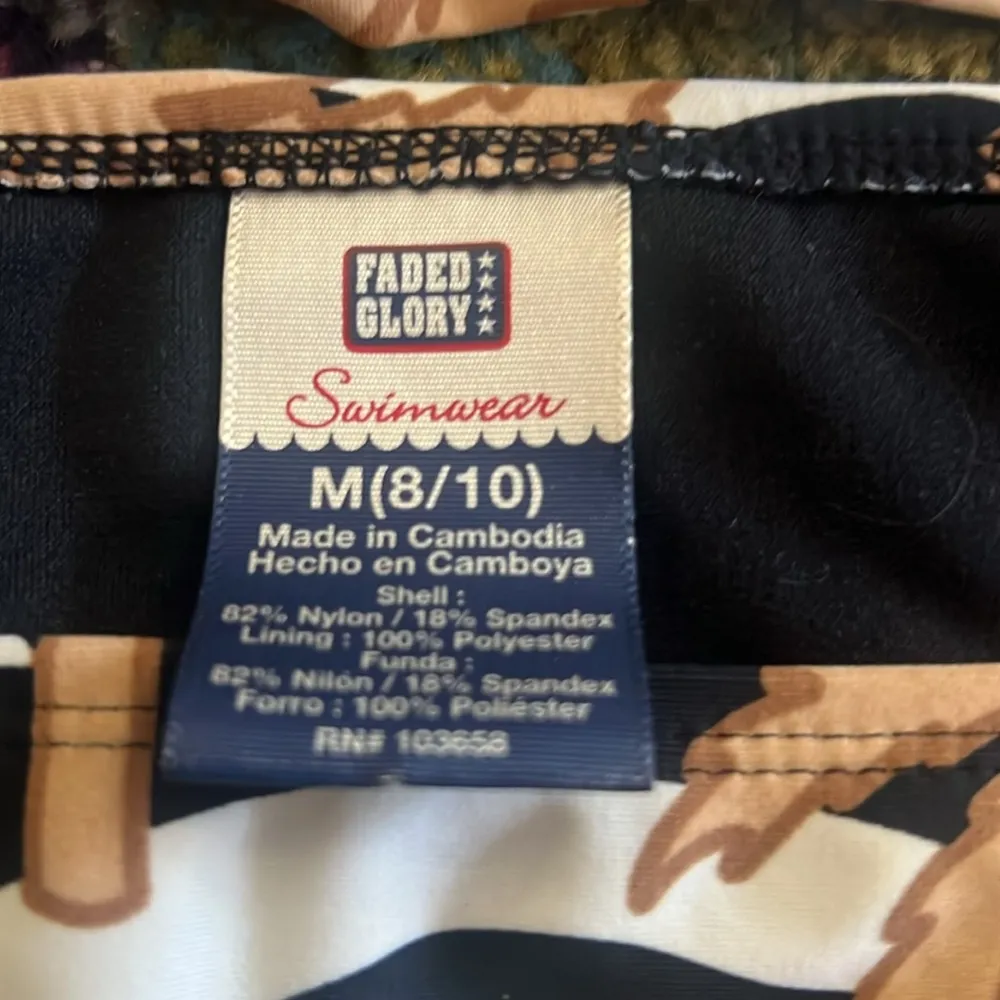 FADED
GLORY
Swimwear
M(8/10)
Made in Cambodia
Hecho en Camboya
Shell :
82% Nylon / 18% Spandex
Lining : 100% Polyester
Funda :
82% Nilón / 18% Spandex
Forro : 100% Poliéster
RN# 103658